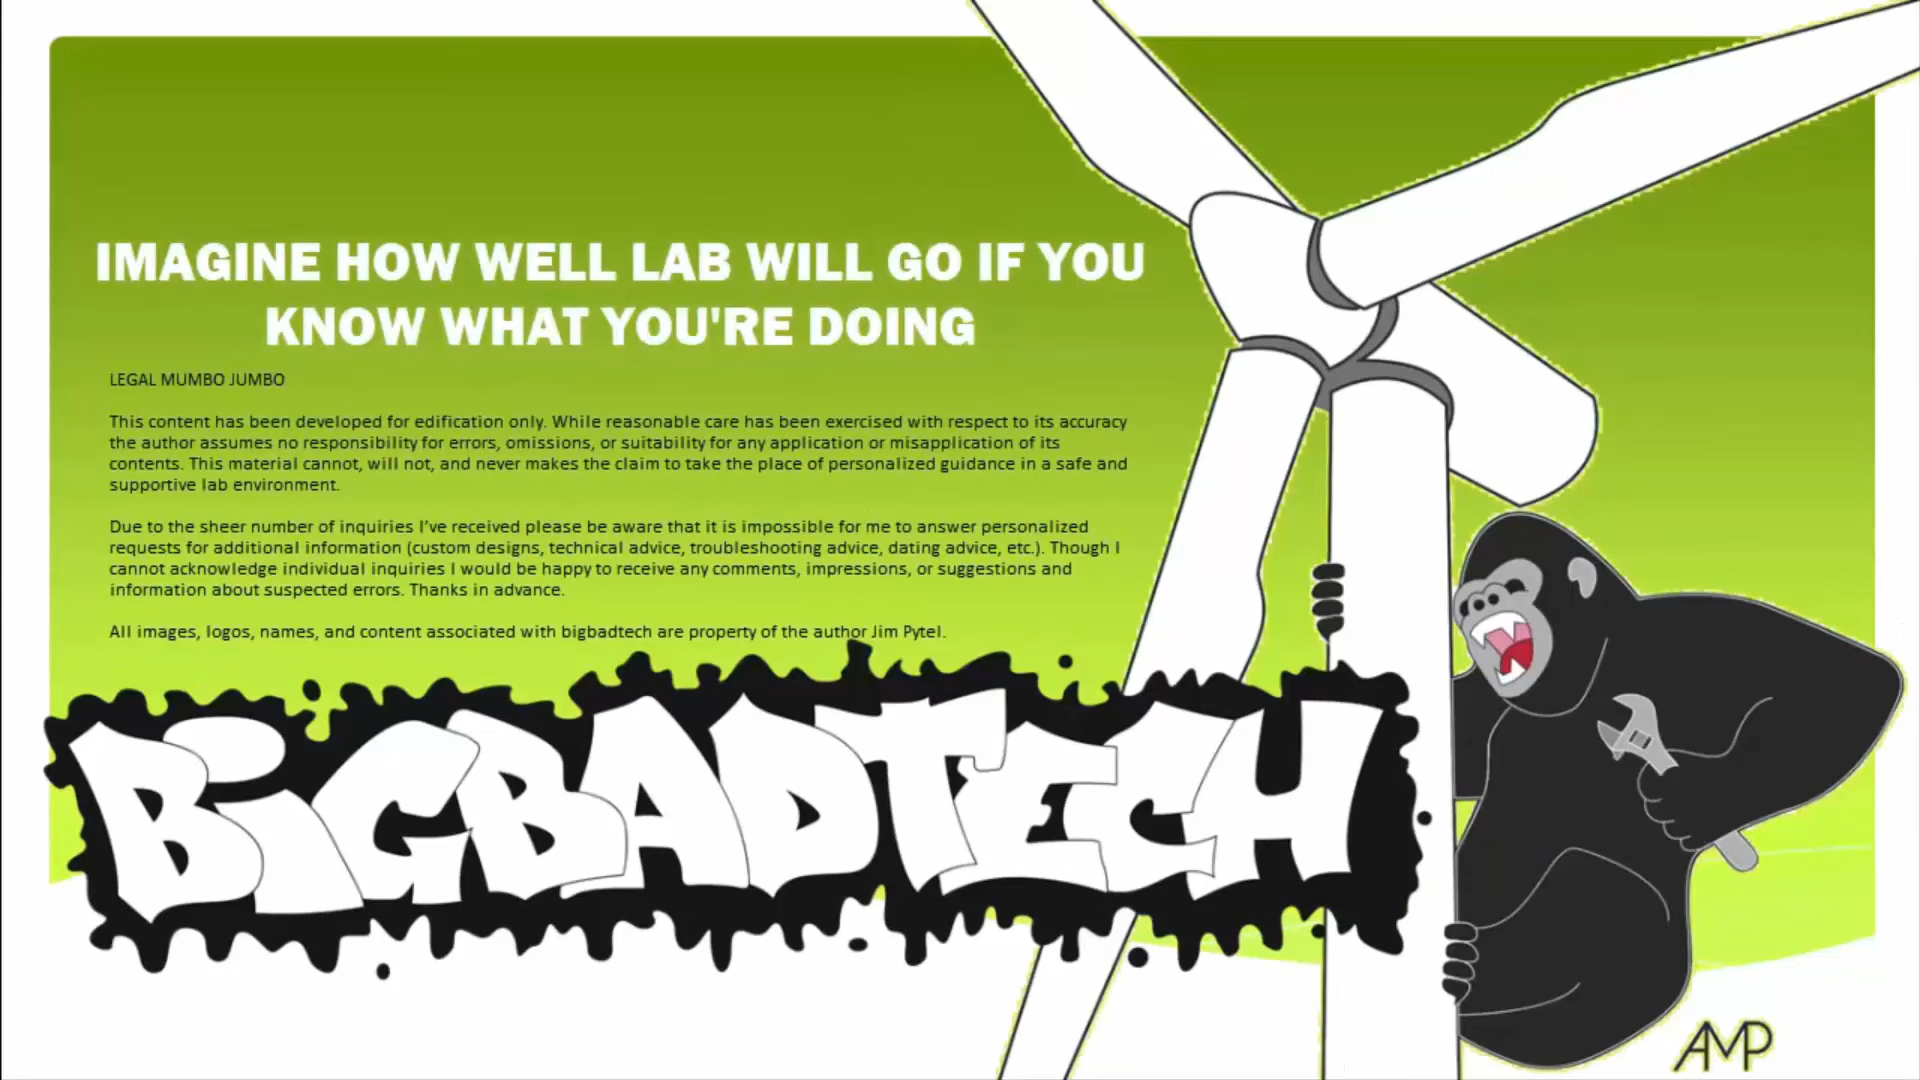 IMAGINE HOW WELL LAB WILL GO IF YOU
KNOW WHAT YOU'RE DOING
LEGAL MUMBO JUMBO
This content has been developed for edification only. While reasonable care has been exercised with respect to its accuracy
the author assumes no responsibility for errors, omissions, or suitability for any application or misapplication of its
contents. This material cannot, will not, and never makes the claim to take the place of personalized guidance in a safe and
supportive lab environment.
Due to the sheer number of inquiries I’ve received please be aware that it is impossible for me to answer personalized
requests for additional information (custom designs, technical advice, troubleshooting advice, dating advice, etc.). Though I
cannot acknowledge individual inquiries I would be happy to receive any comments, impressions, or suggestions and
information about suspected errors. Thanks in advance.
All images, logos, names, and content associated with bigbadtech are property of the author Jim Pytel.
BiGBADTECH
AMP